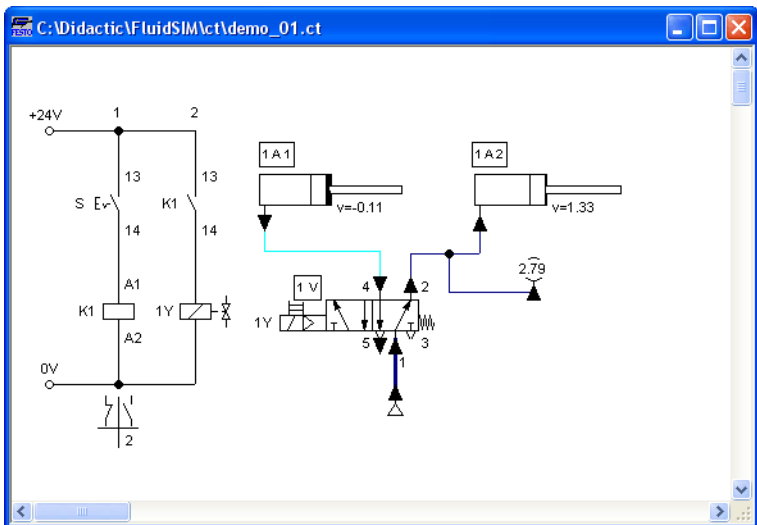 FESTO C:\Didactic\FluidSIM\ct\demo_01.ct
1 2
+24V
1A1 1A2
13 13
S K1
v=-0.11 v=1.33
14 14
2.79
A1 1V 4 2
K1 1Y 1Y
A2 5 3
1
0V
2